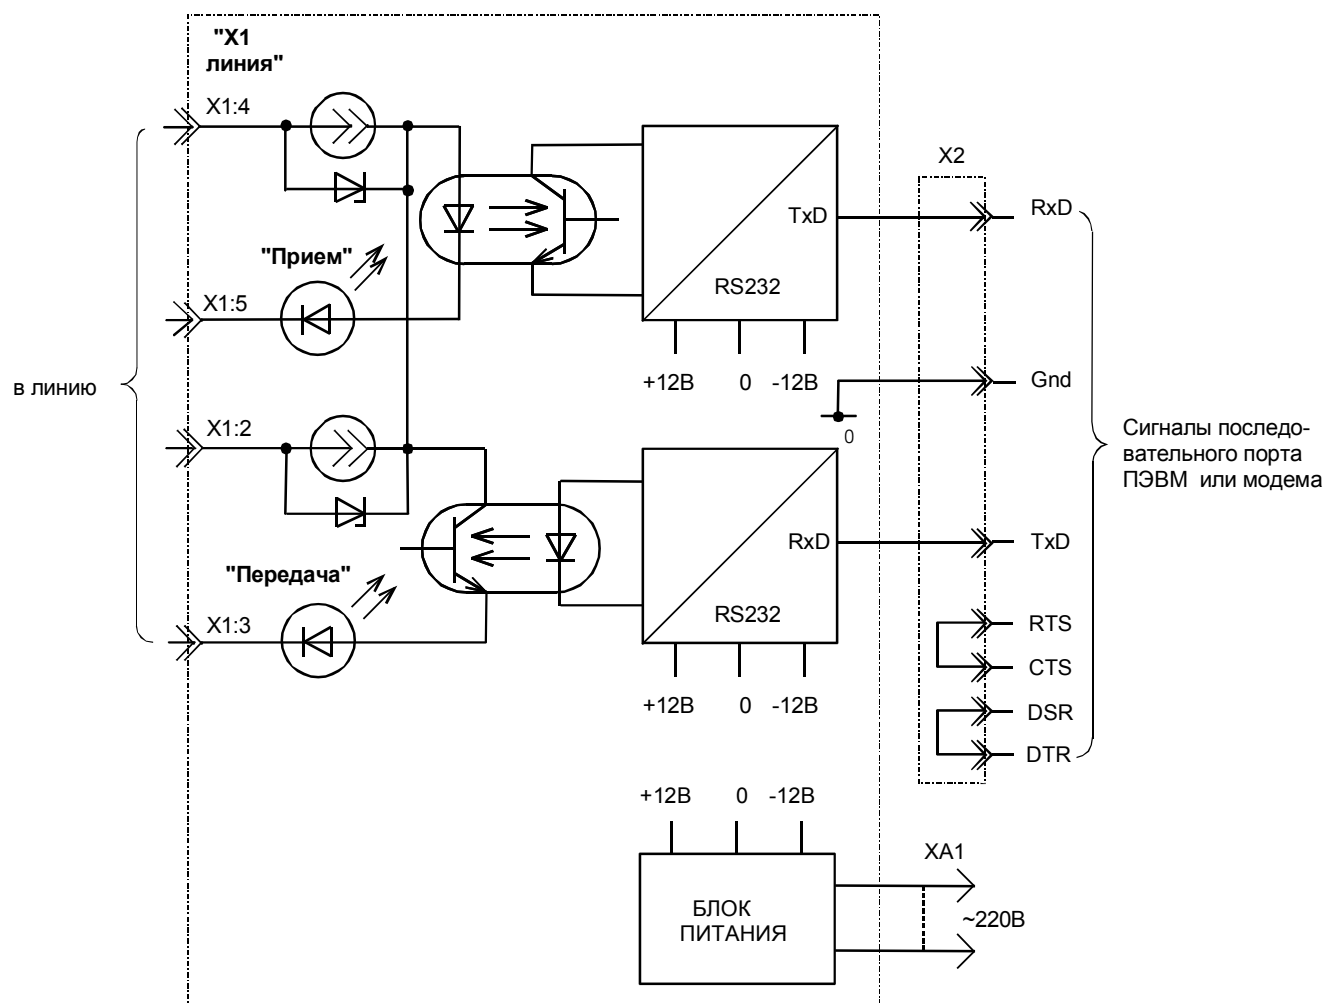 "X1
линия"
X1:4
X2
RxD
TxD
"Прием"
RS232
X1:5
+12В 0 -12В
Gnd
в линию
0
X1:2
Сигналы последо-
вательного порта
ПЭВМ или модема
RxD
TxD
"Передача"
RS232
X1:3
RTS
CTS
+12В 0 -12В
DSR
DTR
+12В 0 -12В
XA1
БЛОК
ПИТАНИЯ
~220В